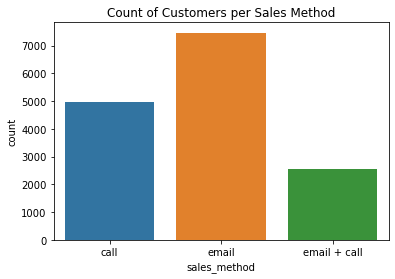 Count of Customers per Sales Method
7000
6000
5000
4000
3000
2000
1000
0
count
call
email
email + call
sales_method